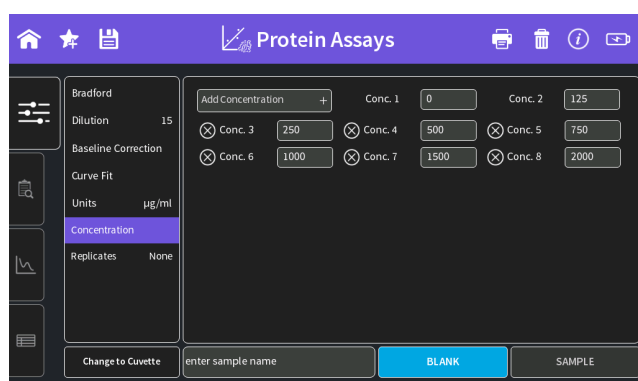 Protein Assays
i
Bradford
Dilution 15
Baseline Correction
Curve Fit
Units µg/ml
Concentration
Replicates None
Change to Cuvette
Add Concentration + Conc. 1 0 Conc. 2 125
Conc. 3 250 Conc. 4 500 Conc. 5 750
Conc. 6 1000 Conc. 7 1500 Conc. 8 2000
enter sample name BLANK SAMPLE